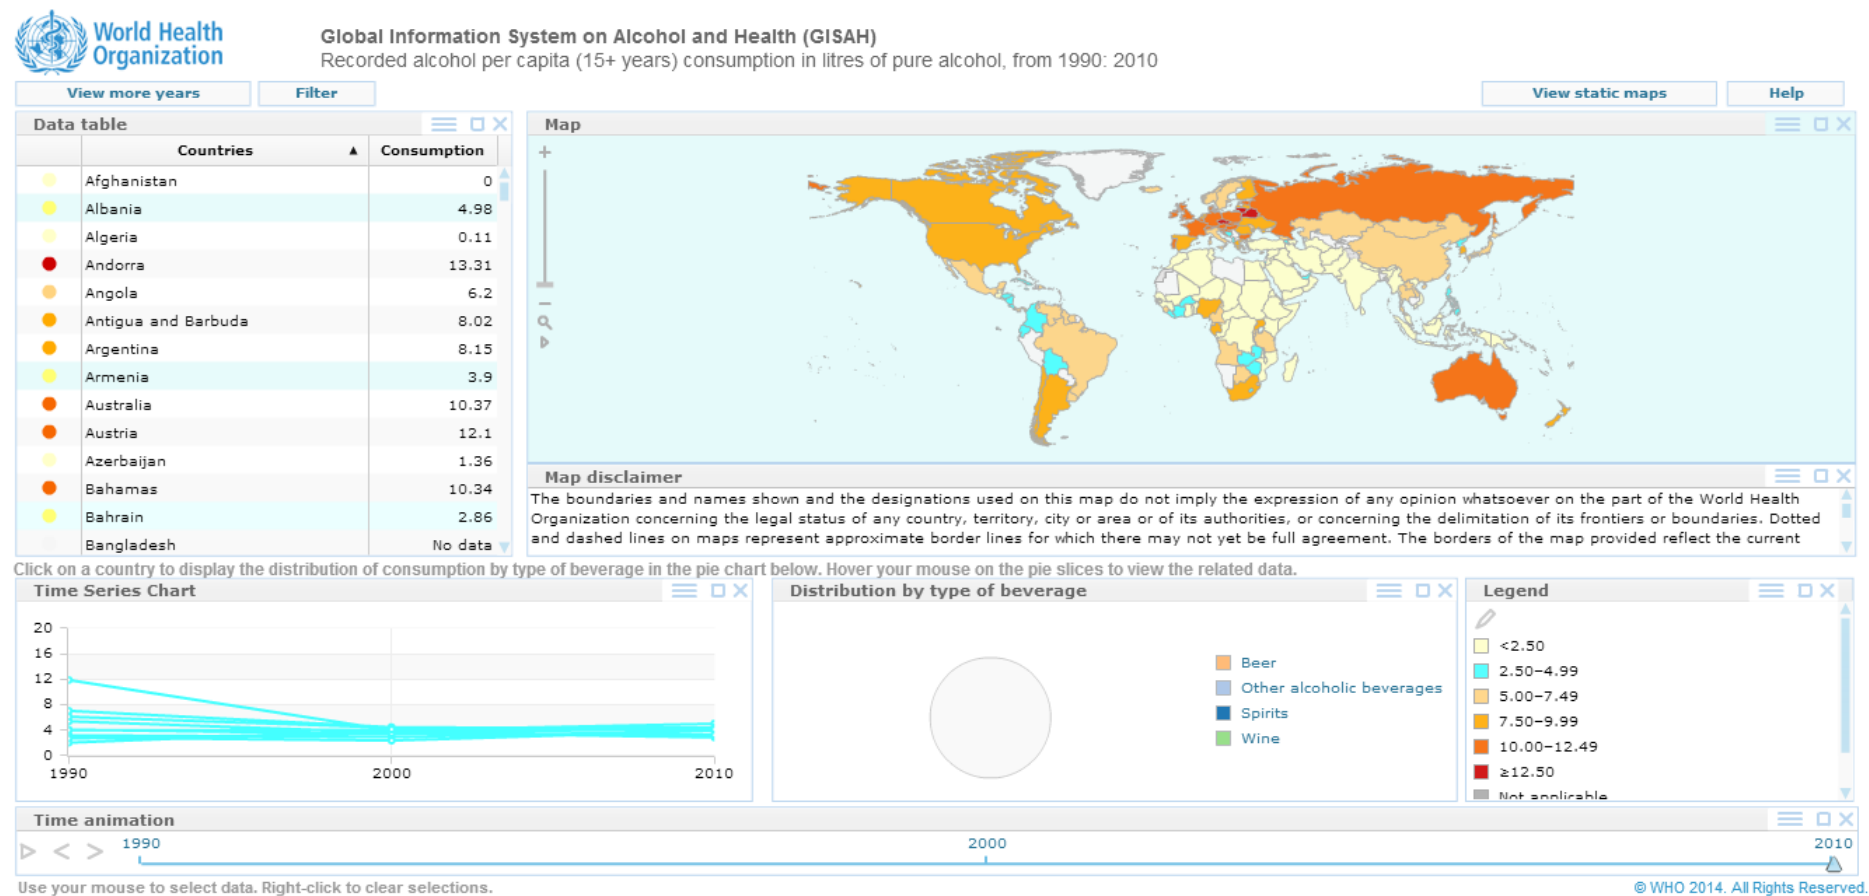 World Health
Organization
Global Information System on Alcohol and Health (GISAH)
Recorded alcohol per capita (15+ years) consumption in litres of pure alcohol, from 1990: 2010
View more years
Filter
View static maps
Help
Data table
Countries ▲ Consumption
Afghanistan 0
Albania 4.98
Algeria 0.11
Andorra 13.31
Angola 6.2
Antigua and Barbuda 8.02
Argentina 8.15
Armenia 3.9
Australia 10.37
Austria 12.1
Azerbaijan 1.36
Bahamas 10.34
Bahrain 2.86
Bangladesh No data
Map
Map disclaimer
The boundaries and names shown and the designations used on this map do not imply the expression of any opinion whatsoever on the part of the World Health
Organization concerning the legal status of any country, territory, city or area or of its authorities, or concerning the delimitation of its frontiers or boundaries. Dotted
and dashed lines on maps represent approximate border lines for which there may not yet be full agreement. The borders of the map provided reflect the current
Click on a country to display the distribution of consumption by type of beverage in the pie chart below. Hover your mouse on the pie slices to view the related data.
Time Series Chart
20
16
12
8
4
0
1990 2000 2010
Distribution by type of beverage
Beer
Other alcoholic beverages
Spirits
Wine
Legend
<2.50
2.50–4.99
5.00–7.49
7.50–9.99
10.00–12.49
≥12.50
Not applicable
Time animation
1990 2000 2010
Use your mouse to select data. Right-click to clear selections.
© WHO 2014. All Rights Reserved.